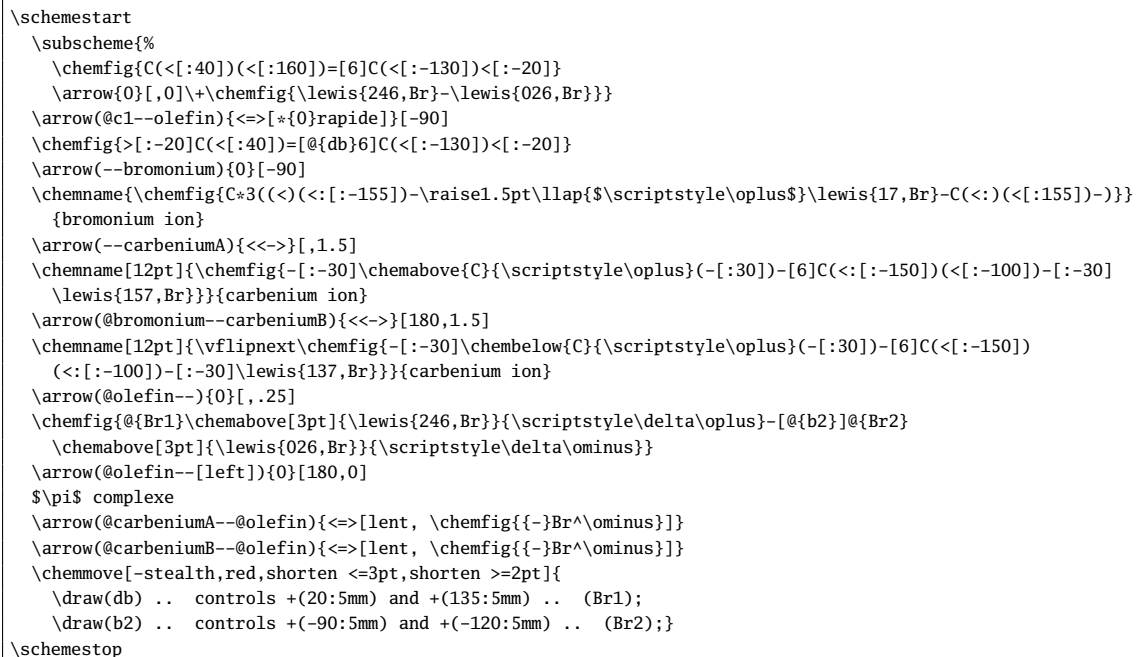 \schemestart
\subscheme{%
\chemfig{C(<[:40])(<[:160])=[6]C(<[:-130])<[:-20]}
\arrow{0}[,0]\+\chemfig{\lewis{246,Br}-\lewis{026,Br}}}
\arrow(@c1--olefin){<=>[*{0}rapide]}[-90]
\chemfig{>[:-20]C(<[:40])=[@{db}6]C(<[:-130])<[:-20]}
\arrow(--bromonium){0}[-90]
\chemname{\chemfig{C*3((<)(<:[:-155])-\raise1.5pt\llap{$\scriptstyle\oplus$}\lewis{17,Br}-C(<:)(<[:155])-)}}
{bromonium ion}
\arrow(--carbeniumA){<<->}[,1.5]
\chemname[12pt]{\chemfig{-[:-30]\chemabove{C}{\scriptstyle\oplus}(-[:30])-[6]C(<:[:-150])(<[:-100])-[:-30]
\lewis{157,Br}}}{carbenium ion}
\arrow(@bromonium--carbeniumB){<<->}[180,1.5]
\chemname[12pt]{\vflipnext\chemfig{-[:-30]\chembelow{C}{\scriptstyle\oplus}(-[:30])-[6]C(<[:-150])
(<:[:-100])-[:-30]\lewis{137,Br}}}{carbenium ion}
\arrow(@olefin--){0}[,.25]
\chemfig{@{Br1}\chemabove[3pt]{\lewis{246,Br}}{\scriptstyle\delta\oplus}-[@{b2}]@{Br2}
\chemabove[3pt]{\lewis{026,Br}}{\scriptstyle\delta\ominus}}
\arrow(@olefin--[left]){0}[180,0]
$\pi$ complexe
\arrow(@carbeniumA--@olefin){<=>[lent, \chemfig{{-}Br^\ominus}]}
\arrow(@carbeniumB--@olefin){<=>[lent, \chemfig{{-}Br^\ominus}]}
\chemmove[-stealth,red,shorten <=3pt,shorten >=2pt]{
\draw(db) .. controls +(20:5mm) and +(135:5mm) .. (Br1);
\draw(b2) .. controls +(-90:5mm) and +(-120:5mm) .. (Br2);}
\schemestop